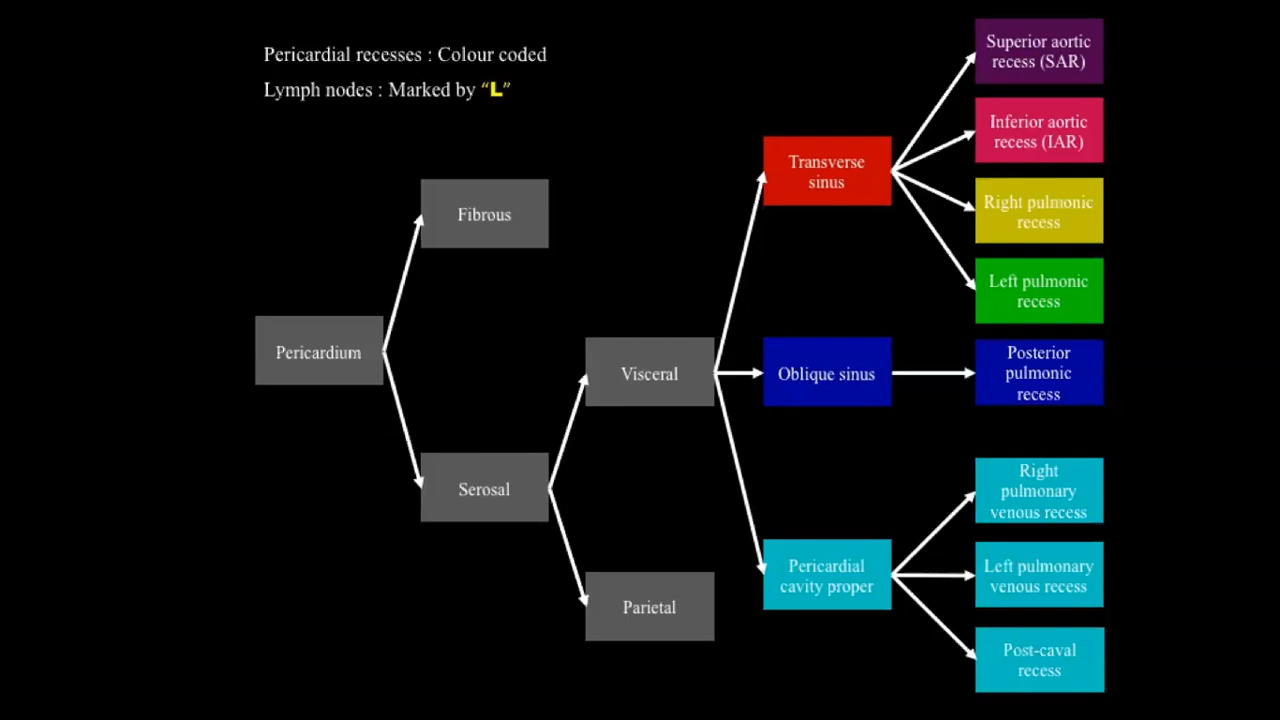 Pericardial recesses : Colour coded
Lymph nodes : Marked by “L”
Pericardium
Fibrous
Serosal
Visceral
Parietal
Transverse
sinus
Oblique sinus
Pericardial
cavity proper
Superior aortic
recess (SAR)
Inferior aortic
recess (IAR)
Right pulmonic
recess
Left pulmonic
recess
Posterior
pulmonic
recess
Right
pulmonary
venous recess
Left pulmonary
venous recess
Post-caval
recess